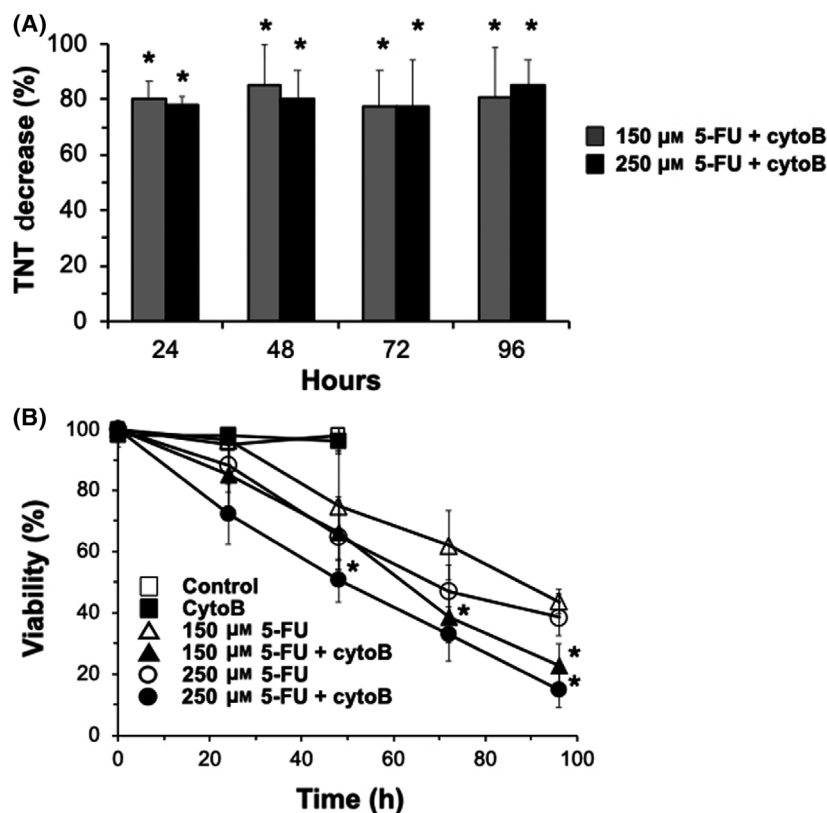 (A)
TNT decrease (%)
100
80
60
40
20
0
* * * * * * * *
24 48 72 96
Hours
150 μM 5-FU + cytoB
250 μM 5-FU + cytoB
(B)
Viability (%)
100
80
60
40
20
0
* * * *
Control
CytoB
150 μM 5-FU
150 μM 5-FU + cytoB
250 μM 5-FU
250 μM 5-FU + cytoB
0 20 40 60 80 100
Time (h)